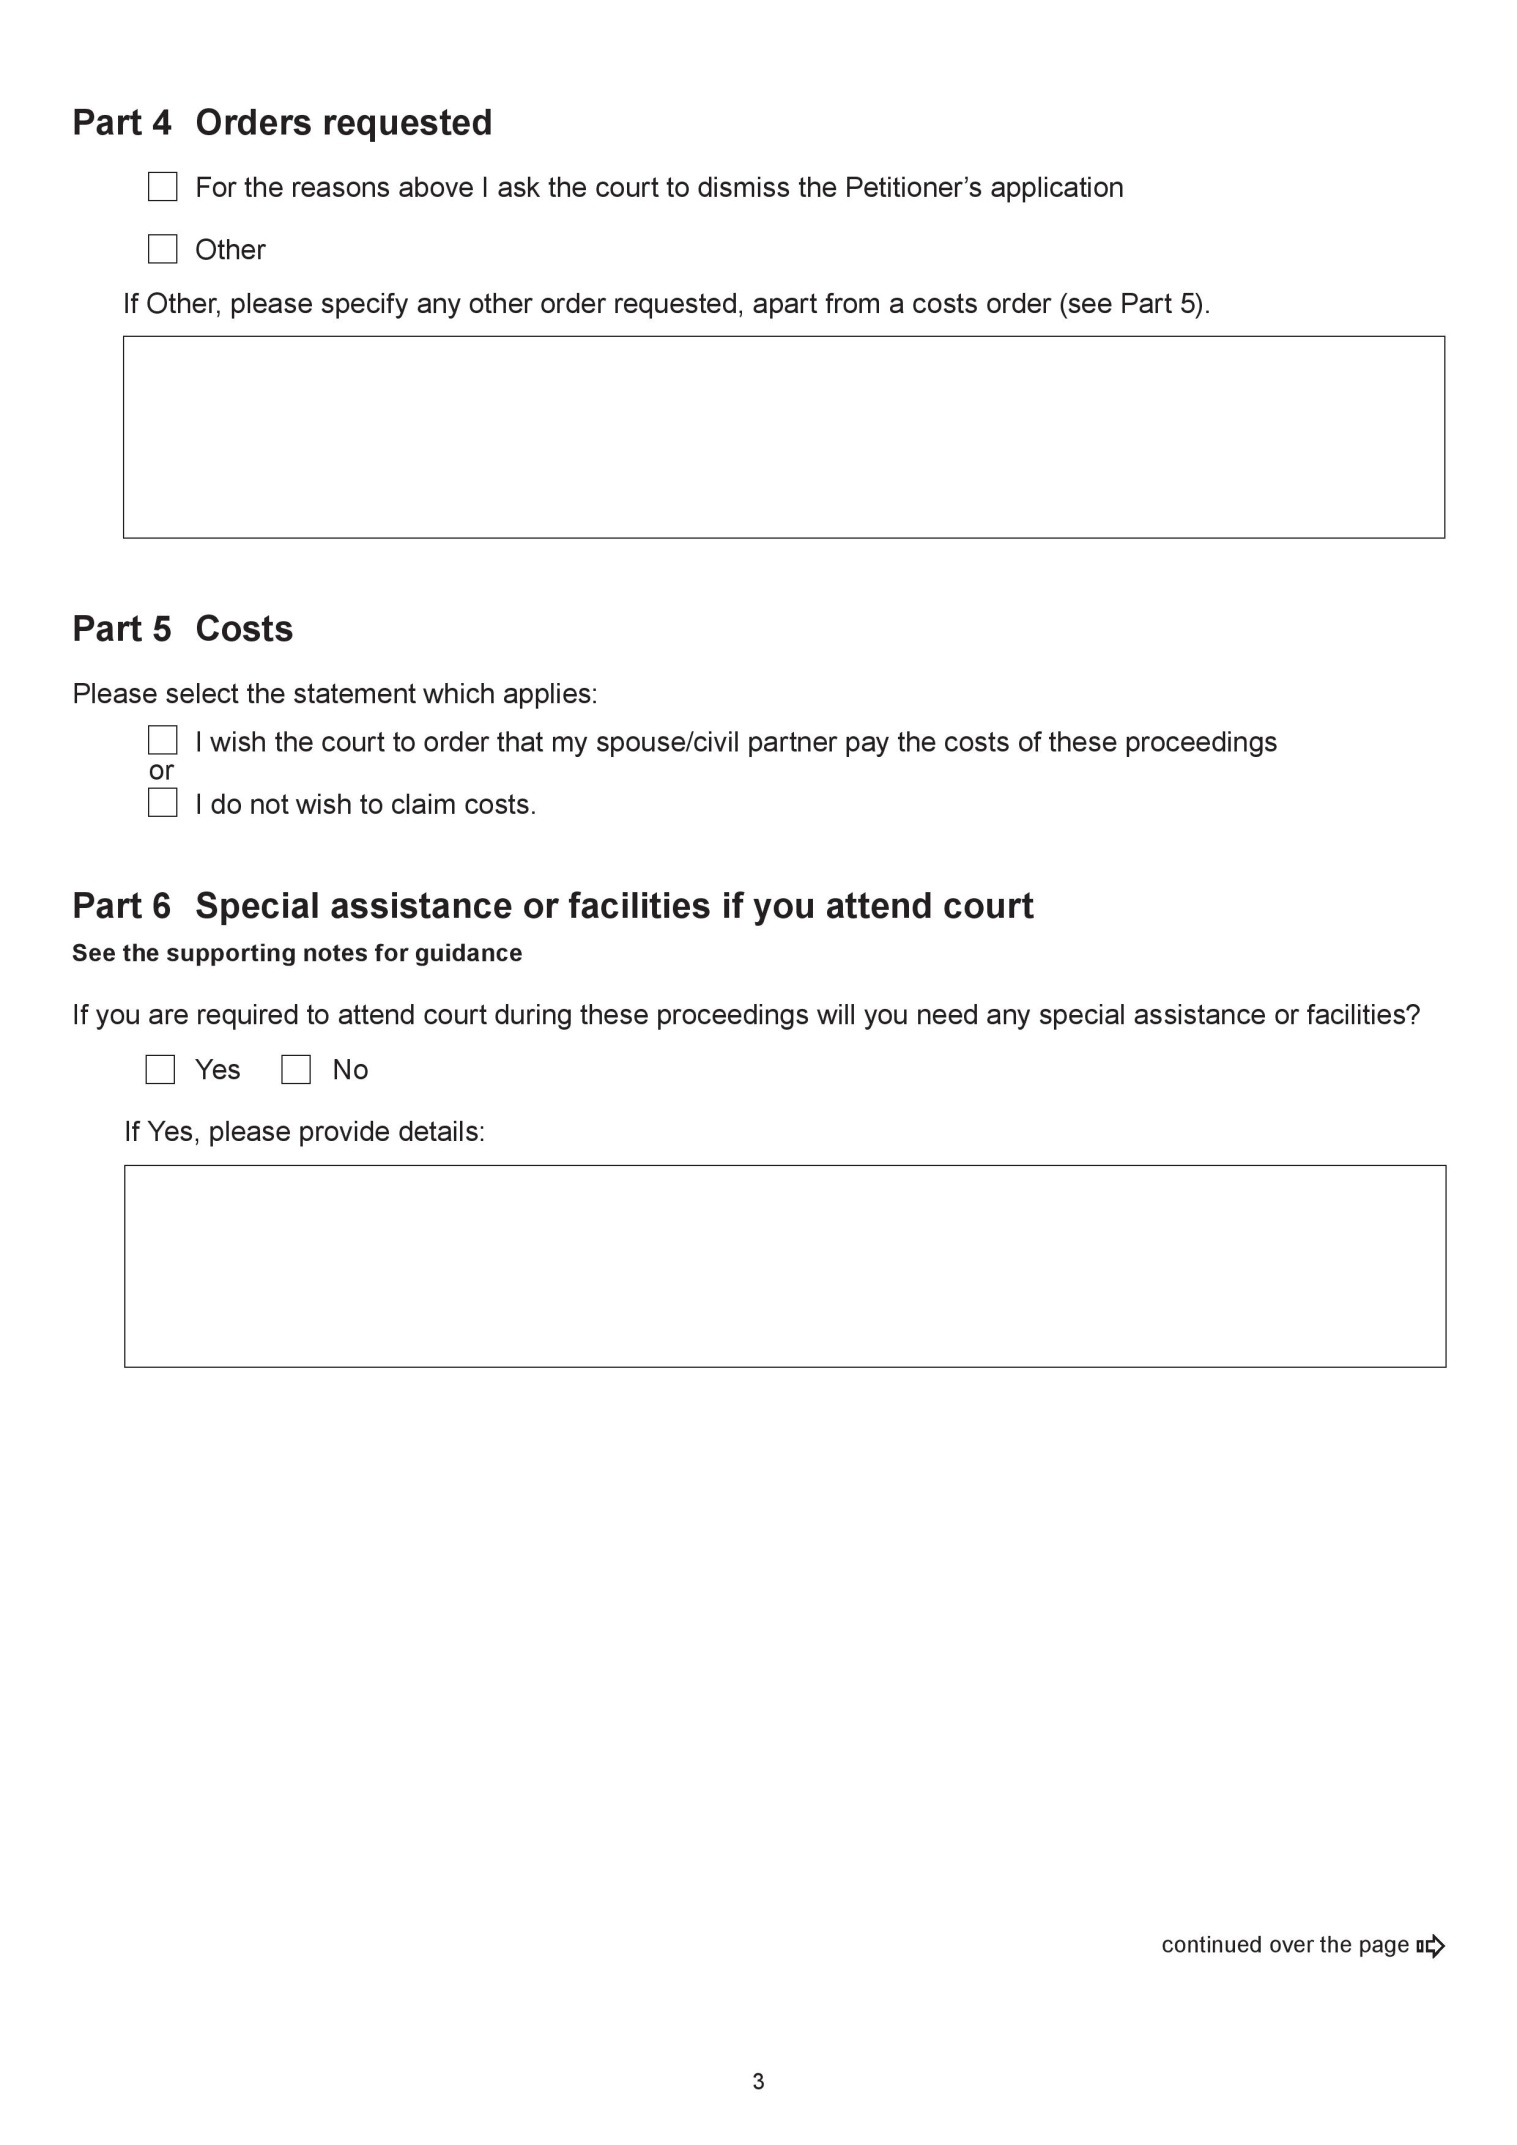 Part 4 Orders requested
For the reasons above I ask the court to dismiss the Petitioner’s application
Other
If Other, please specify any other order requested, apart from a costs order (see Part 5).
Part 5 Costs
Please select the statement which applies:
I wish the court to order that my spouse/civil partner pay the costs of these proceedings
or
I do not wish to claim costs.
Part 6 Special assistance or facilities if you attend court
See the supporting notes for guidance
If you are required to attend court during these proceedings will you need any special assistance or facilities?
Yes No
If Yes, please provide details:
continued over the page
3